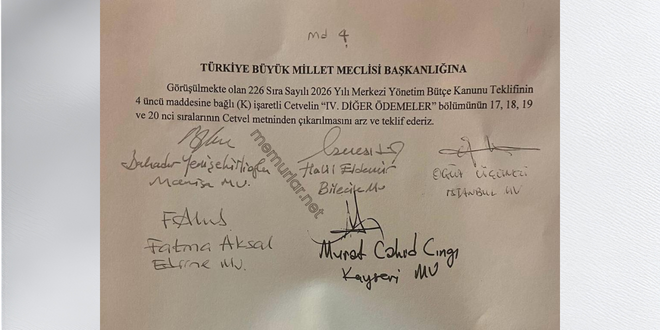 md 4
TÜRKİYE BÜYÜK MİLLET MECLİSİ BAŞKANLIĞINA
Görüşülmekte olan 226 Sıra Sayılı 2026 Yılı Merkezi Yönetim Bütçe Kanunu Teklifinin
4 üncü maddesine bağlı (K) işaretli Cetvelin “IV. DİĞER ÖDEMELER” bölümünün 17, 18, 19
ve 20 nci sıralarının Cetvel metninden çıkarılmasını arz ve teklif ederiz.
memurlar.net
Bahadır Yenişehirlioğlu
Manisa MV.
Halil Eldemir
Bilecik MV
İSTANBUL MV
Fatma Aksal
Edirne MV.
Murat Cahid Cıngı
Kayseri MV